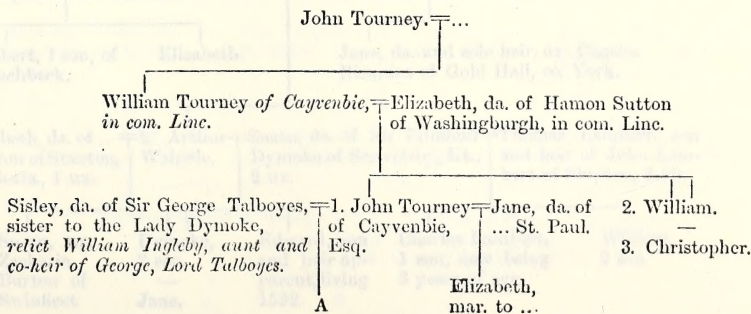 John Tourney.=...
William Tourney of Cayvenbie,=Elizabeth, da. of Hamon Sutton
in com. Linc.
of Washingburgh, in com. Linc.
Sisley, da. of Sir George Talboyes,=
sister to the Lady Dymoke,
relict William Ingleby, aunt and
co-heir of George, Lord Talboyes.
A
1. John Tourney=
of Cayvenbie,
Esq.
Jane, da. of
... St. Paul.
Elizabeth,
mar. to ...
2. William.
—
3. Christopher.